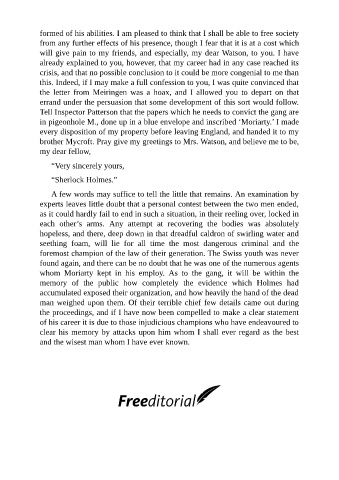 formed of his abilities. I am pleased to think that I shall be able to free society
from any further effects of his presence, though I fear that it is at a cost which
will give pain to my friends, and especially, my dear Watson, to you. I have
already explained to you, however, that my career had in any case reached its
crisis, and that no possible conclusion to it could be more congenial to me than
this. Indeed, if I may make a full confession to you, I was quite convinced that
the letter from Meiringen was a hoax, and I allowed you to depart on that
errand under the persuasion that some development of this sort would follow.
Tell Inspector Patterson that the papers which he needs to convict the gang are
in pigeonhole M., done up in a blue envelope and inscribed ‘Moriarty.’ I made
every disposition of my property before leaving England, and handed it to my
brother Mycroft. Pray give my greetings to Mrs. Watson, and believe me to be,
my dear fellow,
“Very sincerely yours,
“Sherlock Holmes.”
A few words may suffice to tell the little that remains. An examination by
experts leaves little doubt that a personal contest between the two men ended,
as it could hardly fail to end in such a situation, in their reeling over, locked in
each other’s arms. Any attempt at recovering the bodies was absolutely
hopeless, and there, deep down in that dreadful caldron of swirling water and
seething foam, will lie for all time the most dangerous criminal and the
foremost champion of the law of their generation. The Swiss youth was never
found again, and there can be no doubt that he was one of the numerous agents
whom Moriarty kept in his employ. As to the gang, it will be within the
memory of the public how completely the evidence which Holmes had
accumulated exposed their organization, and how heavily the hand of the dead
man weighed upon them. Of their terrible chief few details came out during
the proceedings, and if I have now been compelled to make a clear statement
of his career it is due to those injudicious champions who have endeavoured to
clear his memory by attacks upon him whom I shall ever regard as the best
and the wisest man whom I have ever known.
Freeditorial